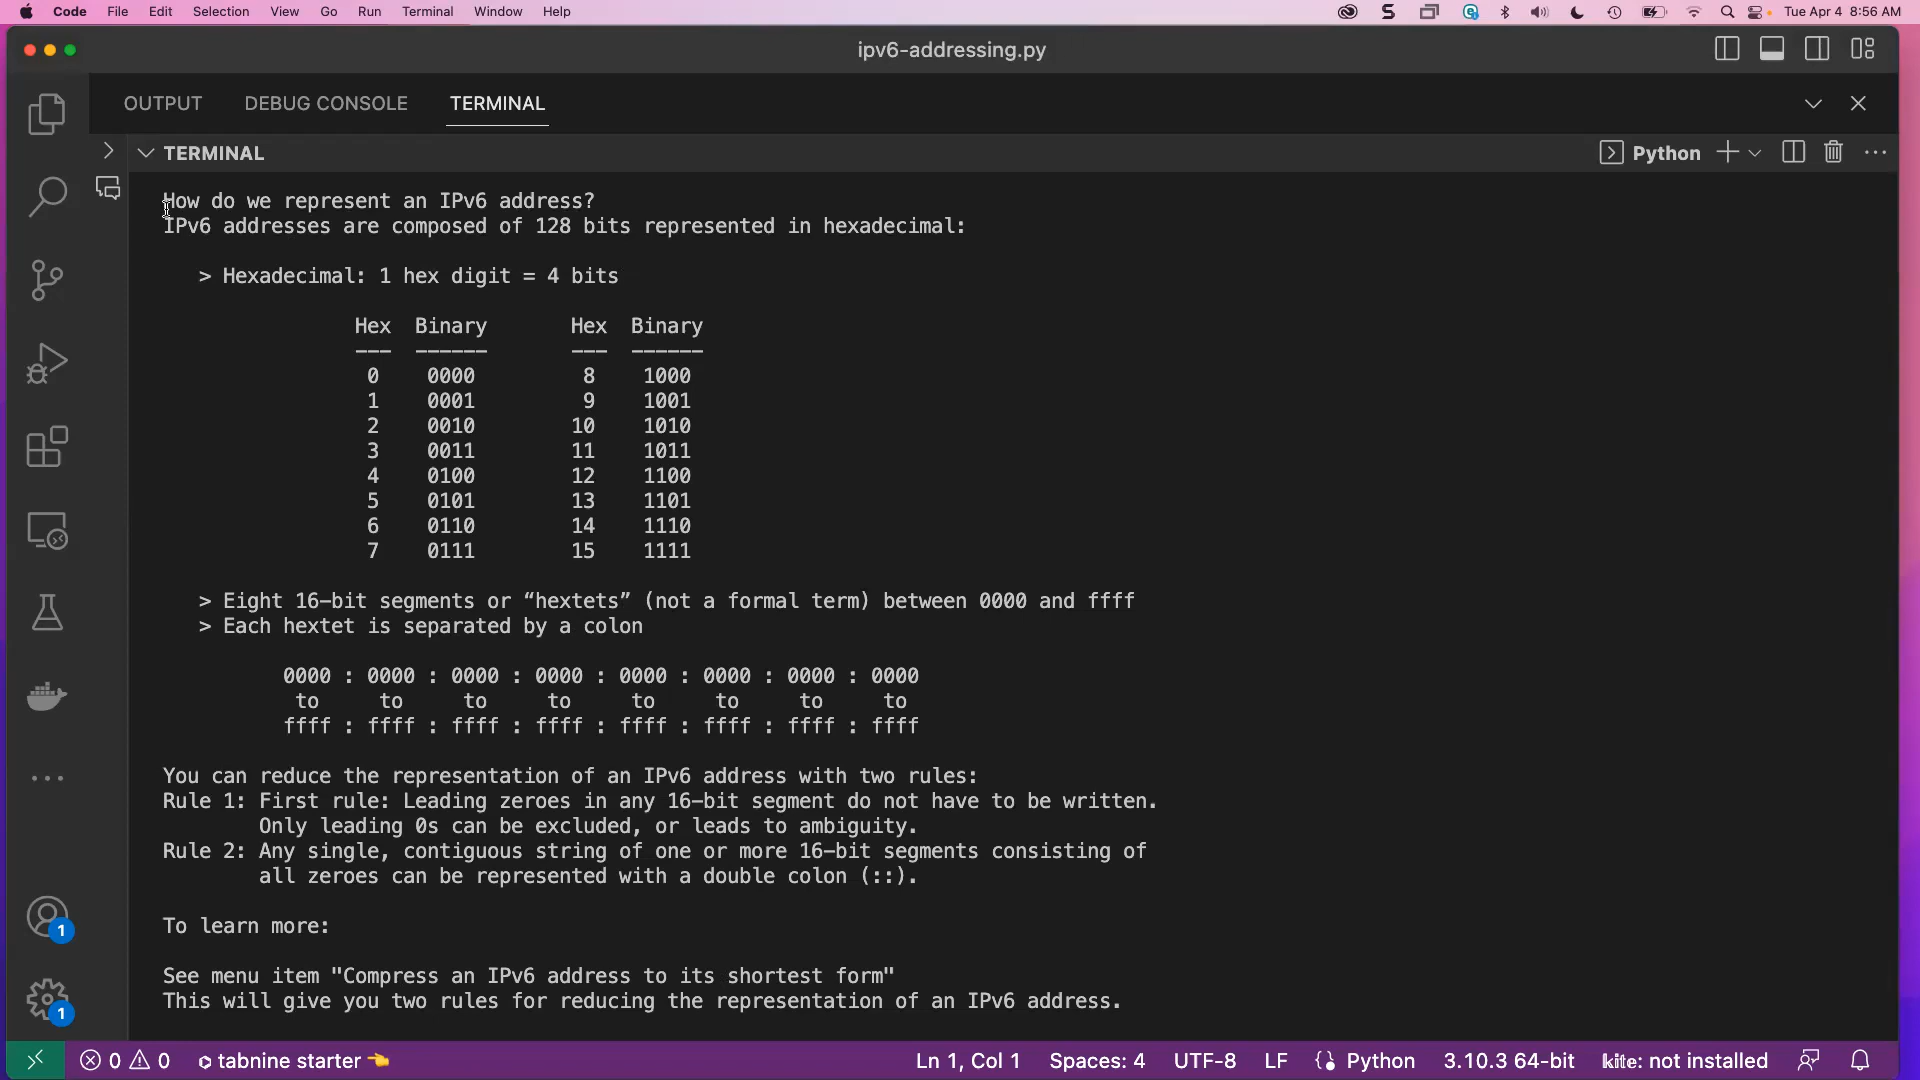 Code File Edit Selection View Go Run Terminal Window Help Tue Apr 4 8:56 AM
ipv6-addressing.py
OUTPUT DEBUG CONSOLE TERMINAL
TERMINAL Python
How do we represent an IPv6 address?
IPv6 addresses are composed of 128 bits represented in hexadecimal:
> Hexadecimal: 1 hex digit = 4 bits
Hex Binary Hex Binary
--- ------ --- ------
0 0000 8 1000
1 0001 9 1001
2 0010 10 1010
3 0011 11 1011
4 0100 12 1100
5 0101 13 1101
6 0110 14 1110
7 0111 15 1111
> Eight 16-bit segments or “hextets” (not a formal term) between 0000 and ffff
> Each hextet is separated by a colon
0000 : 0000 : 0000 : 0000 : 0000 : 0000 : 0000 : 0000
to to to to to to to to
ffff : ffff : ffff : ffff : ffff : ffff : ffff : ffff
You can reduce the representation of an IPv6 address with two rules:
Rule 1: First rule: Leading zeroes in any 16-bit segment do not have to be written.
Only leading 0s can be excluded, or leads to ambiguity.
Rule 2: Any single, contiguous string of one or more 16-bit segments consisting of
all zeroes can be represented with a double colon (::).
To learn more:
See menu item "Compress an IPv6 address to its shortest form"
This will give you two rules for reducing the representation of an IPv6 address.
1
1
0 0 tabnine starter 👈 Ln 1, Col 1 Spaces: 4 UTF-8 LF {} Python 3.10.3 64-bit kite: not installed